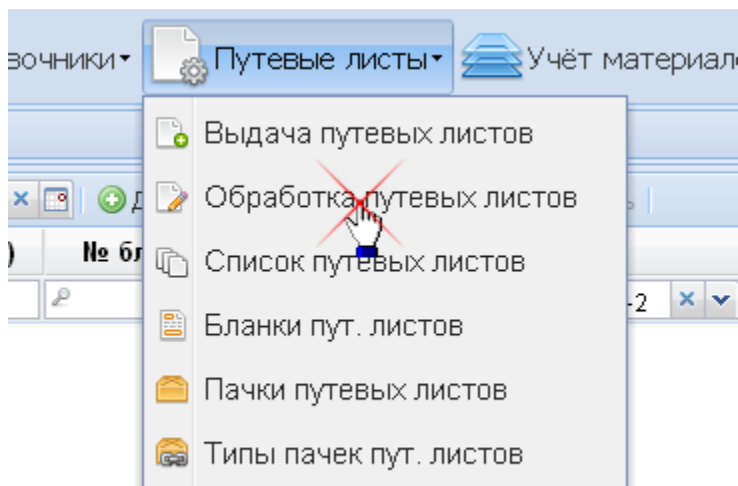 вочники Путевые листы Учёт материал
Выдача путевых листов
Обработка путевых листов
№ бл
Список путевых листов
-2
Бланки пут. листов
Пачки путевых листов
Типы пачек пут. листов